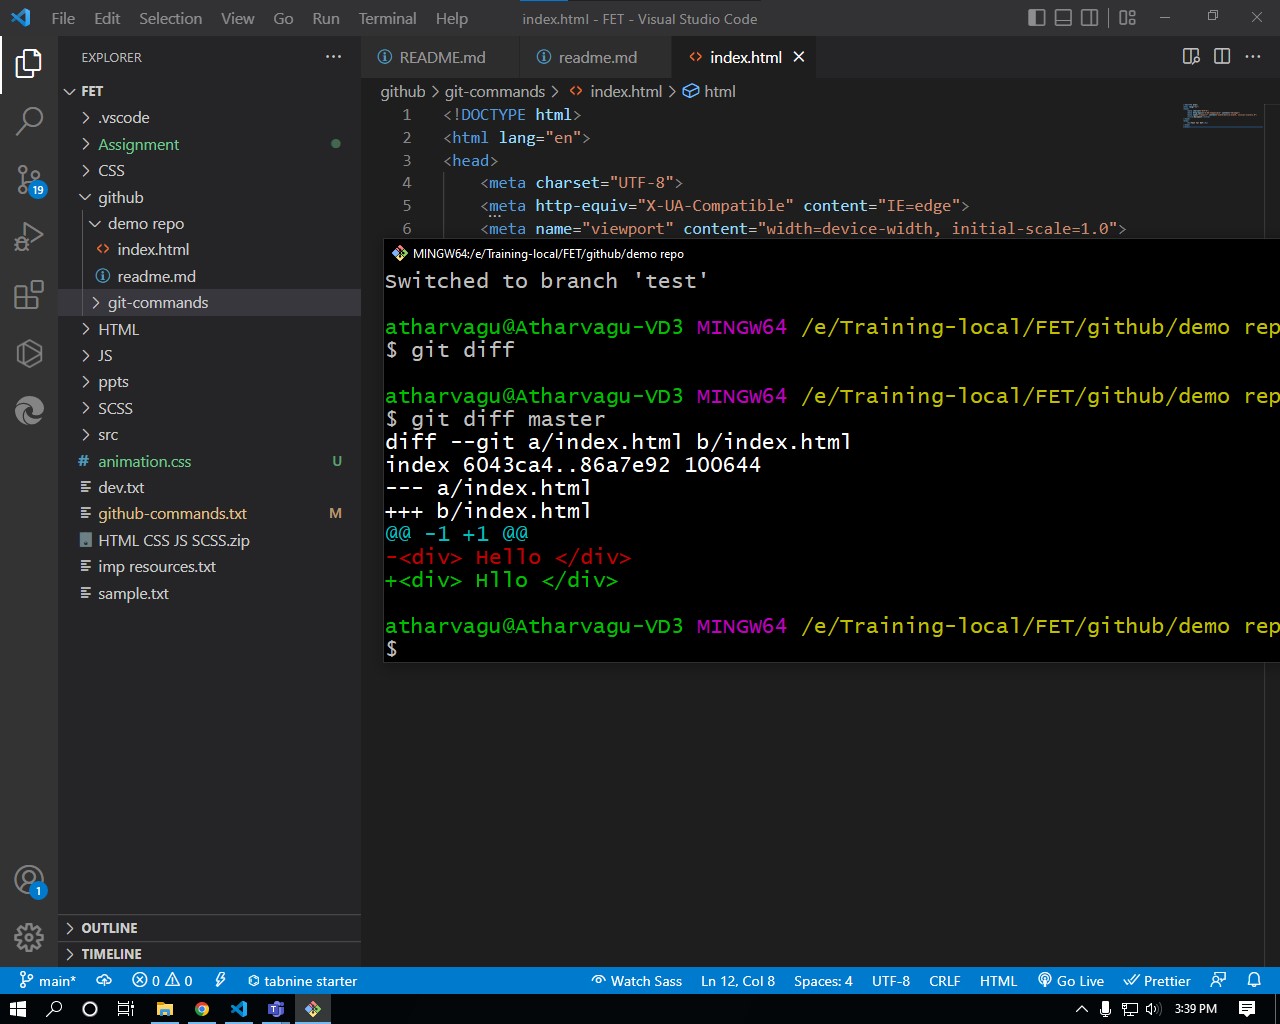 File Edit Selection View Go Run Terminal Help index.html - FET - Visual Studio Code
EXPLORER
README.md readme.md index.html
FET
github > git-commands > index.html > html
.vscode
Assignment
CSS
github
demo repo
index.html
readme.md
git-commands
HTML
JS
ppts
SCSS
src
animation.css U
dev.txt
github-commands.txt M
HTML CSS JS SCSS.zip
imp resources.txt
sample.txt
19
1
OUTLINE
TIMELINE
1 <!DOCTYPE html>
2 <html lang="en">
3 <head>
4 <meta charset="UTF-8">
5 <meta http-equiv="X-UA-Compatible" content="IE=edge">
6 <meta name="viewport" content="width=device-width, initial-scale=1.0">
MINGW64:/e/Training-local/FET/github/demo repo
Switched to branch 'test'
atharvagu@Atharvagu-VD3 MINGW64 /e/Training-local/FET/github/demo rep
$ git diff
atharvagu@Atharvagu-VD3 MINGW64 /e/Training-local/FET/github/demo rep
$ git diff master
diff --git a/index.html b/index.html
index 6043ca4..86a7e92 100644
--- a/index.html
+++ b/index.html
@@ -1 +1 @@
-<div> Hello </div>
+<div> Hllo </div>
atharvagu@Atharvagu-VD3 MINGW64 /e/Training-local/FET/github/demo rep
$
main* 0 0 tabnine starter Watch Sass Ln 12, Col 8 Spaces: 4 UTF-8 CRLF HTML Go Live Prettier
3:39 PM